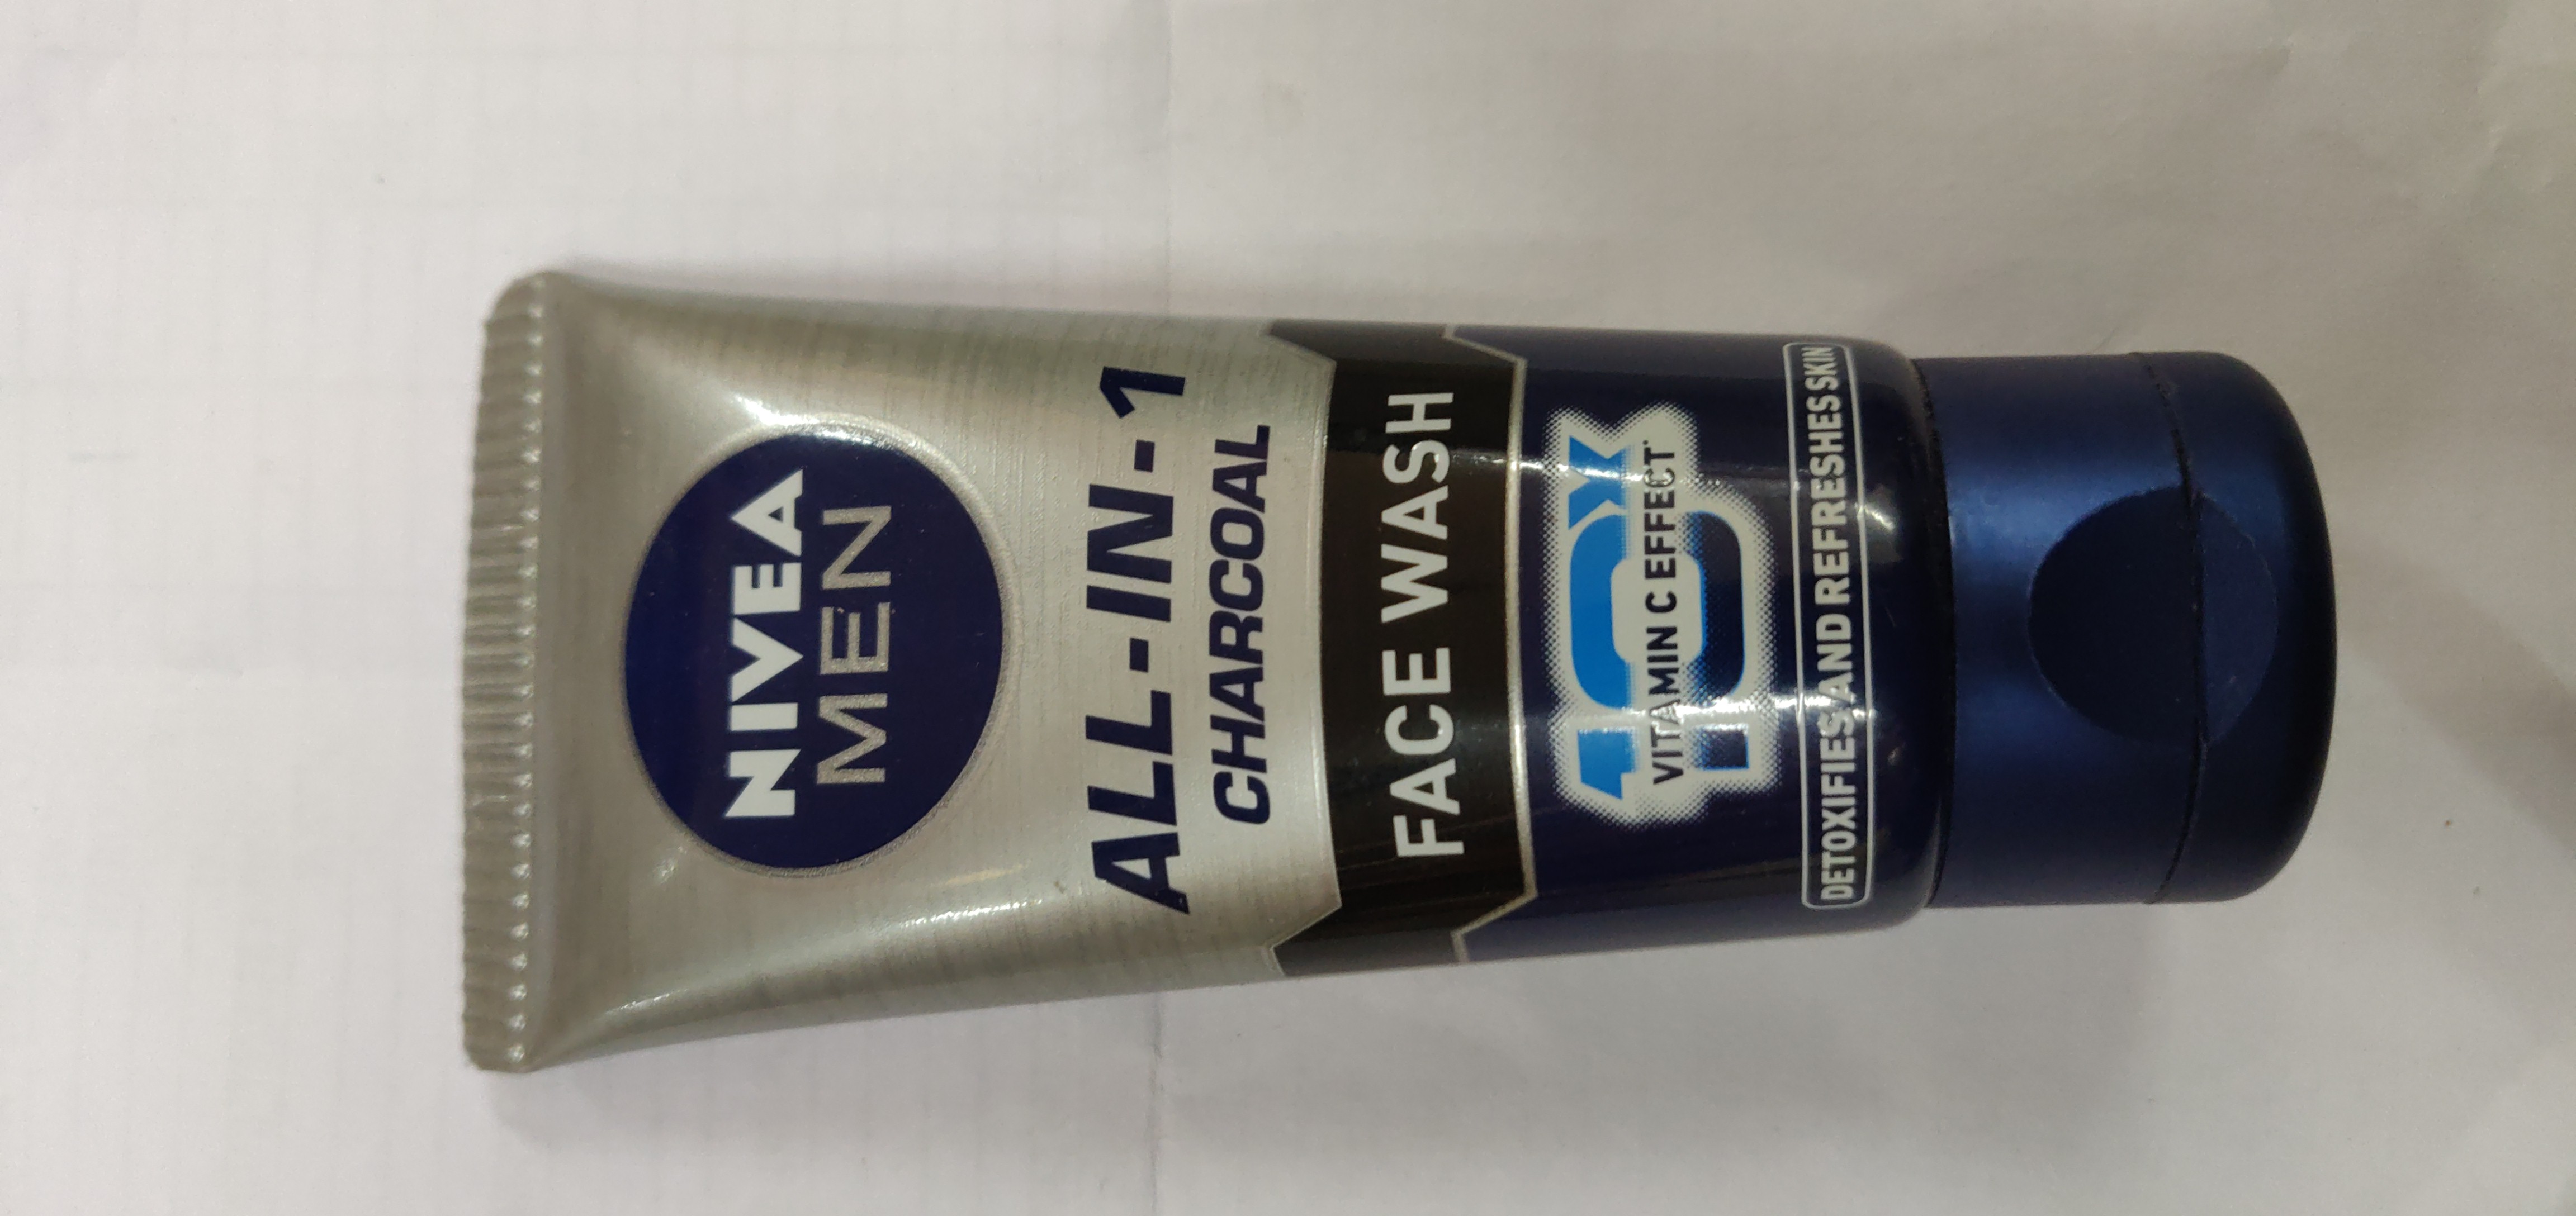 NIVEA
MEN
ALL-IN-1
CHARCOAL
FACE WASH
10X
VITAMIN C EFFECT*
DETOXIFIES AND REFRESHES SKIN